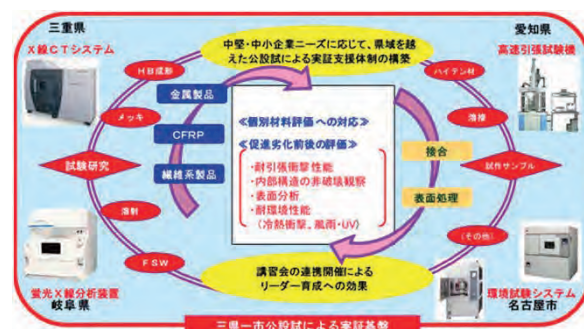 三重県
愛知県
X線CTシステム
高速引張試験機
中堅・中小企業ニーズに応じて、県域を越
えた公設試による実証支援体制の構築
HB成形
ハイテン材
メッキ
溶接
試験研究
試作サンプル
溶射
(その他)
FSW
金属製品
CFRP
繊維系製品
≪個別材料評価への対応≫
≪促進劣化前後の評価≫
・耐引張衝撃性能
・内部構造の非破壊観察
・表面分析
・耐環境性能
(冷熱衝撃、風雨・UV)
接合
表面処理
講習会の連携開催による
リーダー育成への効果
蛍光X線分析装置
岐阜県
環境試験システム
名古屋市
三県一市公設試による実証基盤